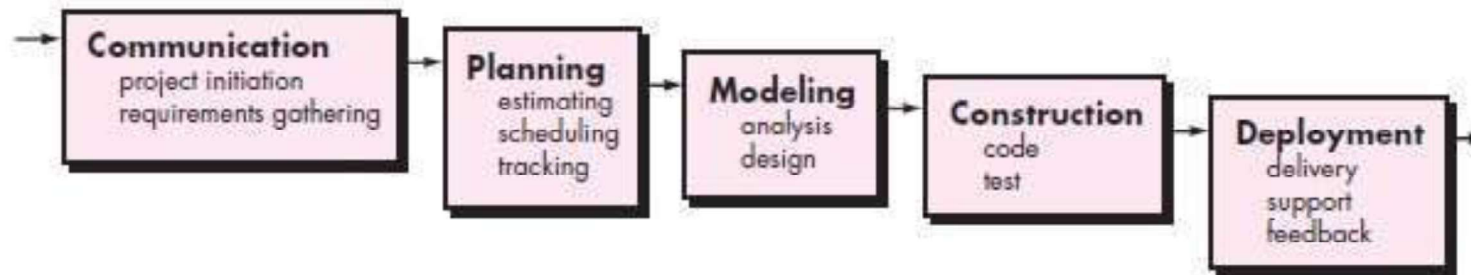 Communication
project initiation
requirements gathering
Planning
estimating
scheduling
tracking
Modeling
analysis
design
Construction
code
test
Deployment
delivery
support
feedback